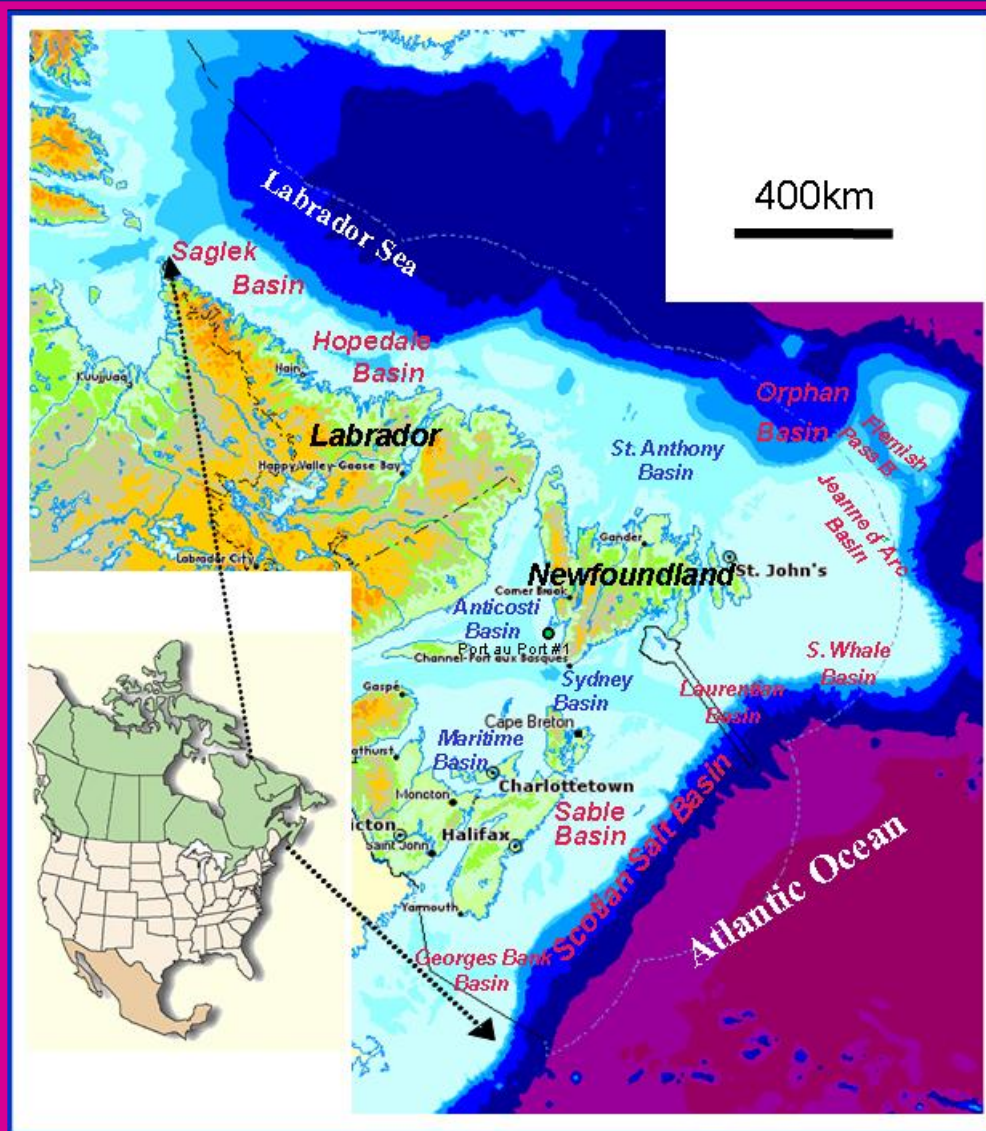 400km
Labrador Sea
Saglek
Basin
Hopedale
Basin
Kuujjuaq
Nain
Labrador
Happy Valley-Goose Bay
Labrador City
Orphan
Basin
Flemish
Pass B.
St. Anthony
Basin
Jeanne d'Arc
Basin
Gander
Newfoundland
St. John's
Corner Brook
Anticosti
Basin
Port au Port #1
Channel-Port aux Basques
S. Whale
Basin
Sydney
Basin
Laurentian
Basin
Gaspé
Cape Breton
Maritime
Basin
athurst
Charlottetown
Moncton
Sable
Basin
icton
Halifax
Saint John
Scotian Salt Basin
Atlantic Ocean
Yarmouth
Georges Bank
Basin